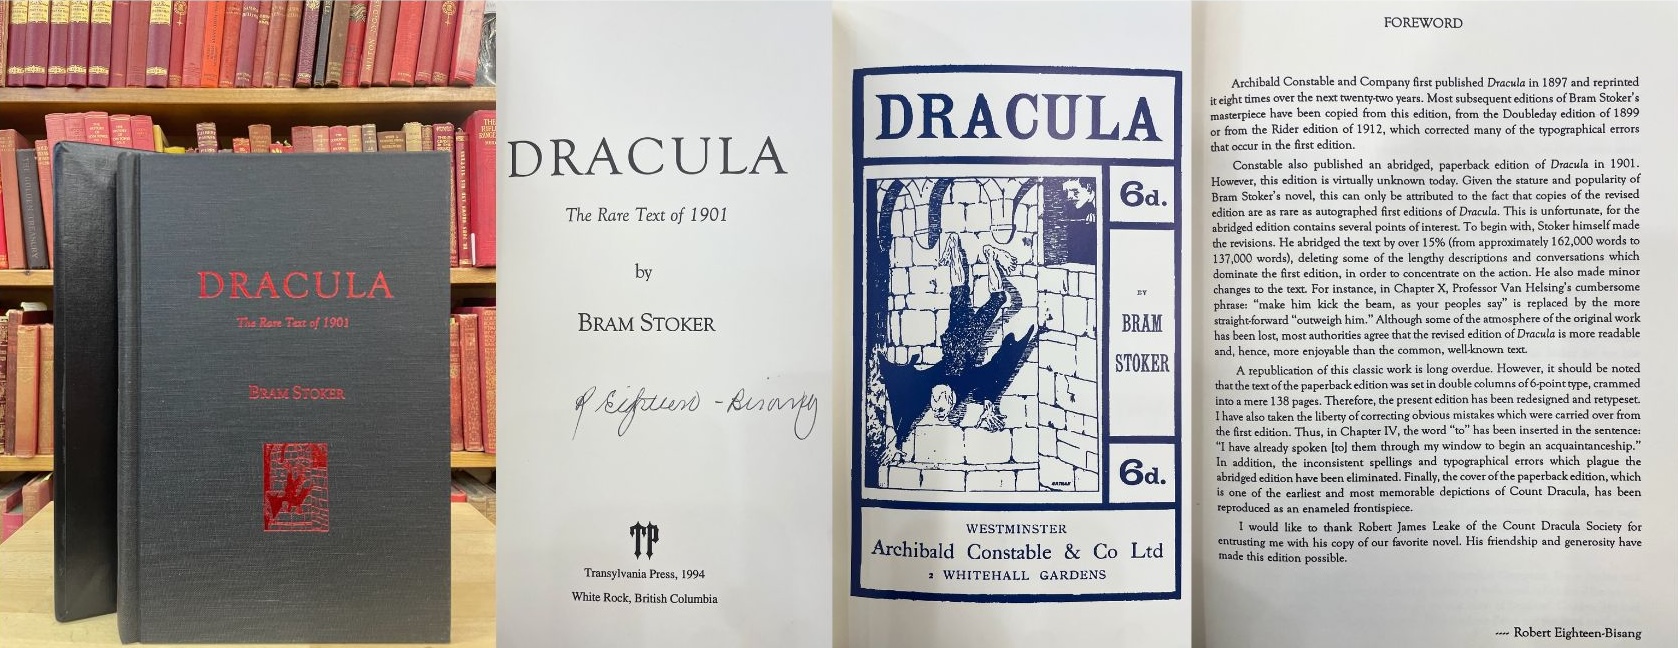 DRACULA
The Rare Text of 1901
BRAM STOKER
DRACULA
The Rare Text of 1901
by
BRAM STOKER
R Eighteen-Bisang
TP
Transylvania Press, 1994
White Rock, British Columbia
DRACULA
6d.
BY
BRAM
STOKER
6d.
WESTMINSTER
Archibald Constable & Co Ltd
2 WHITEHALL GARDENS
FOREWORD
Archibald Constable and Company first published Dracula in 1897 and reprinted
it eight times over the next twenty-two years. Most subsequent editions of Bram Stoker's
masterpiece have been copied from this edition, from the Doubleday edition of 1899
or from the Rider edition of 1912, which corrected many of the typographical errors
that occur in the first edition.
Constable also published an abridged, paperback edition of Dracula in 1901.
However, this edition is virtually unknown today. Given the stature and popularity of
Bram Stoker's novel, this can only be attributed to the fact that copies of the revised
edition are as rare as autographed first editions of Dracula. This is unfortunate, for the
abridged edition contains several points of interest. To begin with, Stoker himself made
the revisions. He abridged the text by over 15% (from approximately 162,000 words to
137,000 words), deleting some of the lengthy descriptions and conversations which
dominate the first edition, in order to concentrate on the action. He also made minor
changes to the text. For instance, in Chapter X, Professor Van Helsing's cumbersome
phrase: "make him kick the beam, as your peoples say" is replaced by the more
straight-forward "outweigh him." Although some of the atmosphere of the original work
has been lost, most authorities agree that the revised edition of Dracula is more readable
and, hence, more enjoyable than the common, well-known text.
A republication of this classic work is long overdue. However, it should be noted
that the text of the paperback edition was set in double columns of 6-point type, crammed
into a mere 138 pages. Therefore, the present edition has been redesigned and retypeset.
I have also taken the liberty of correcting obvious mistakes which were carried over from
the first edition. Thus, in Chapter IV, the word "to" has been inserted in the sentence:
"I have already spoken [to] them through my window to begin an acquaintanceship."
In addition, the inconsistent spellings and typographical errors which plague the
abridged edition have been eliminated. Finally, the cover of the paperback edition, which
is one of the earliest and most memorable depictions of Count Dracula, has been
reproduced as an enameled frontispiece.
I would like to thank Robert James Leake of the Count Dracula Society for
entrusting me with his copy of our favorite novel. His friendship and generosity have
made this edition possible.
---- Robert Eighteen-Bisang